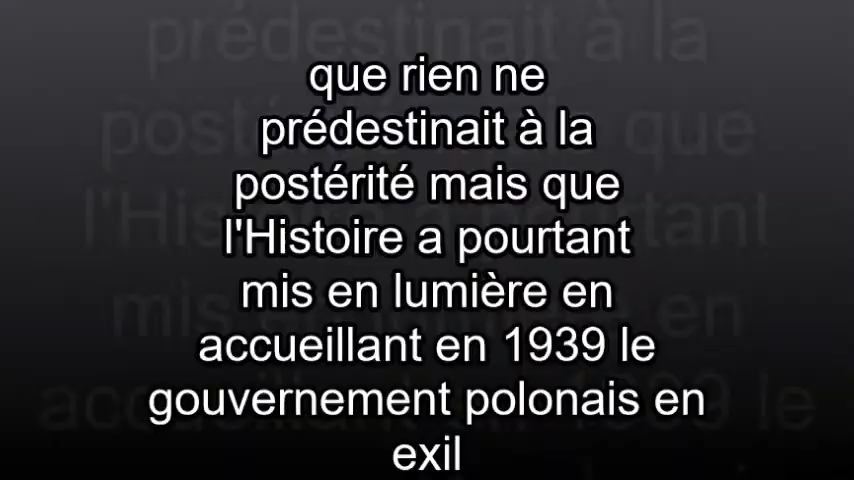 que rien ne
prédestinait à la
postérité mais que
l'Histoire a pourtant
mis en lumière en
accueillant en 1939 le
gouvernement polonais en
exil